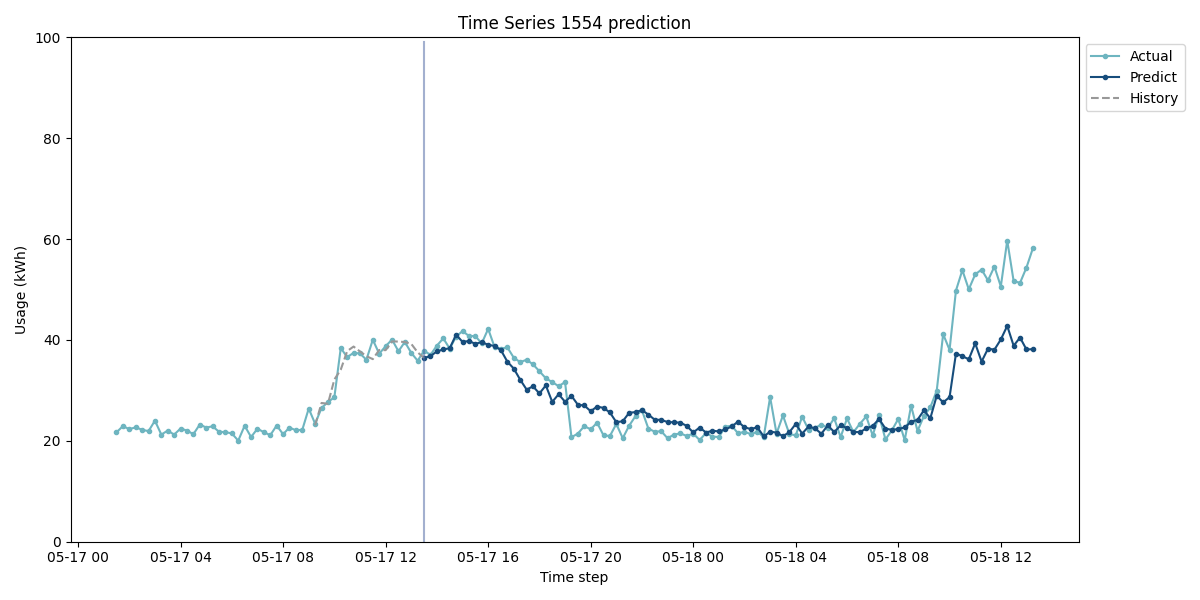 Time Series 1554 prediction
100
80
60
40
20
0
Usage (kWh)
05-17 00
05-17 04
05-17 08
05-17 12
05-17 16
05-17 20
05-18 00
05-18 04
05-18 08
05-18 12
Time step
Actual
Predict
History